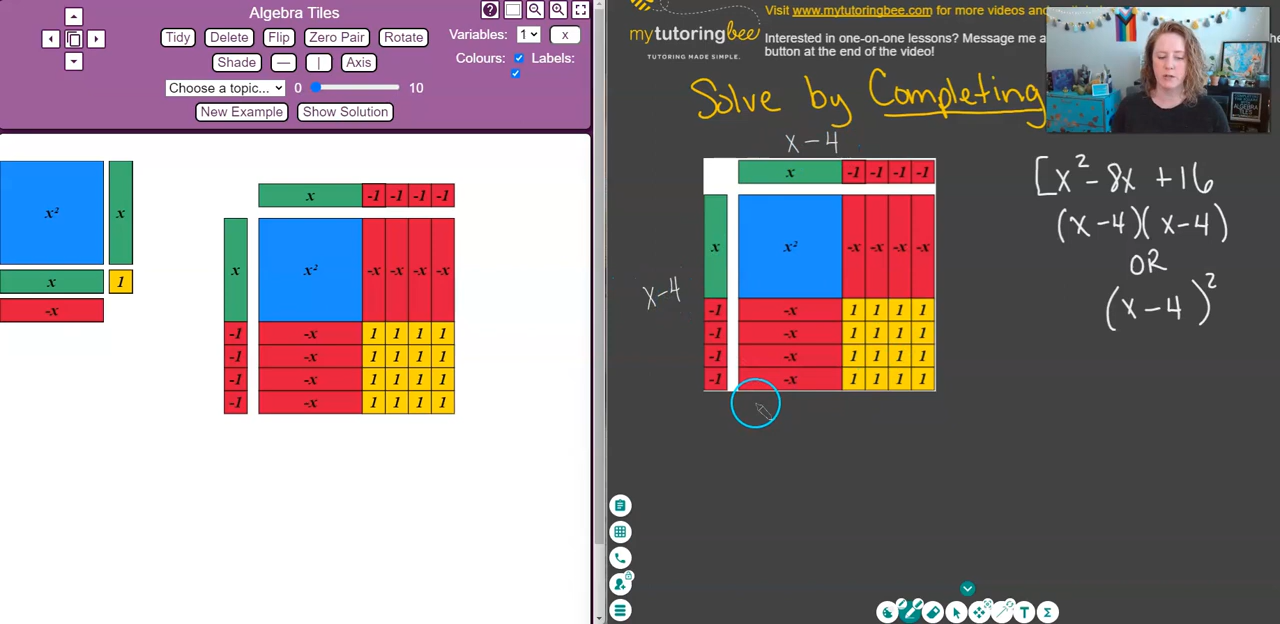 Algebra Tiles
Tidy Delete Flip Zero Pair Rotate
Shade — | Axis
Variables: 1 x
Colours: Labels:
Choose a topic... 0 10
New Example Show Solution
x² x
x 1
-x
x -1 -1 -1 -1
x x² -x -x -x -x
-1 -x 1 1 1 1
-1 -x 1 1 1 1
-1 -x 1 1 1 1
-1 -x 1 1 1 1
Visit www.mytutoringbee.com for more videos and
mytutoringbee
TUTORING MADE SIMPLE.
Interested in one-on-one lessons? Message me a
button at the end of the video!
Solve by Completing
x - 4
x -1 -1 -1 -1
x x² -x -x -x -x
x-4
-1 -x 1 1 1 1
-1 -x 1 1 1 1
-1 -x 1 1 1 1
-1 -x 1 1 1 1
[x² - 8x + 16
(x - 4)(x - 4)
OR
(x - 4)²
T Σ